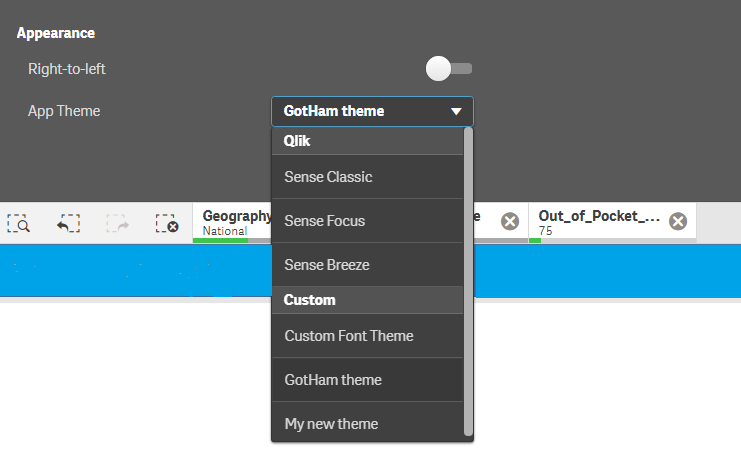 Appearance
Right-to-left
App Theme
GotHam theme
Qlik
Sense Classic
Sense Focus
Sense Breeze
Custom
Custom Font Theme
GotHam theme
My new theme
Geography
National
e
Out_of_Pocket_...
75